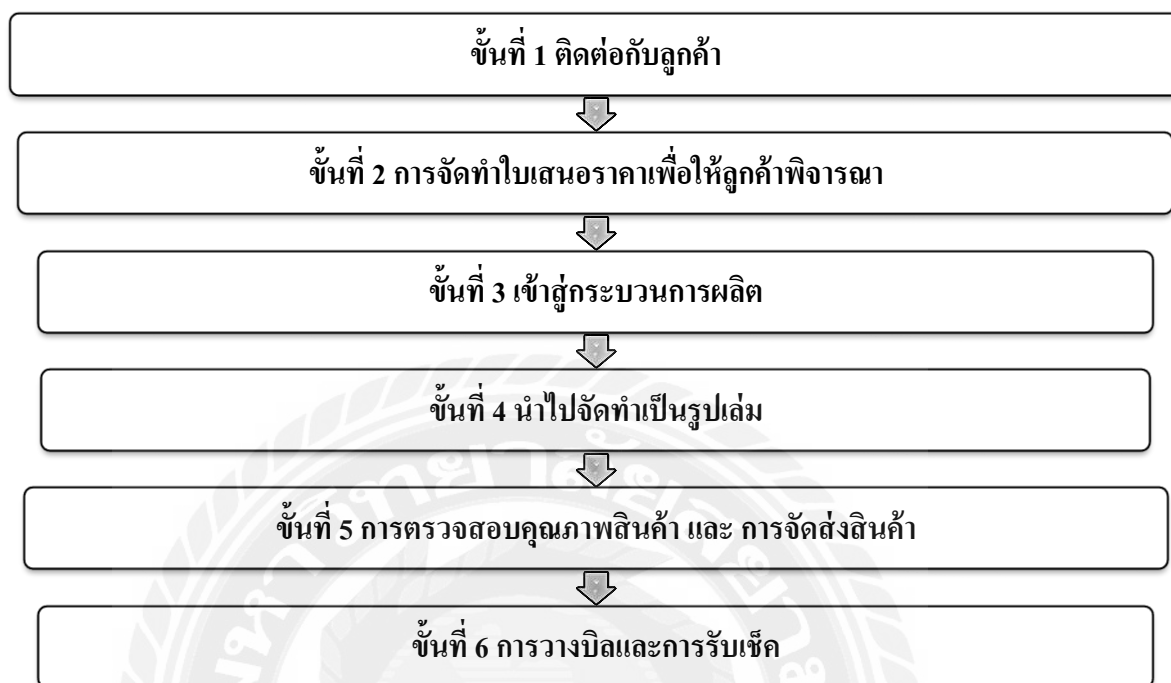 ขั้นที่ 1 ติดต่อกับลูกค้า
ขั้นที่ 2 การจัดทำใบเสนอราคาเพื่อให้ลูกค้าพิจารณา
ขั้นที่ 3 เข้าสู่กระบวนการผลิต
ขั้นที่ 4 นำไปจัดทำเป็นรูปเล่ม
ขั้นที่ 5 การตรวจสอบคุณภาพสินค้า และ การจัดส่งสินค้า
ขั้นที่ 6 การวางบิลและการรับเช็ค